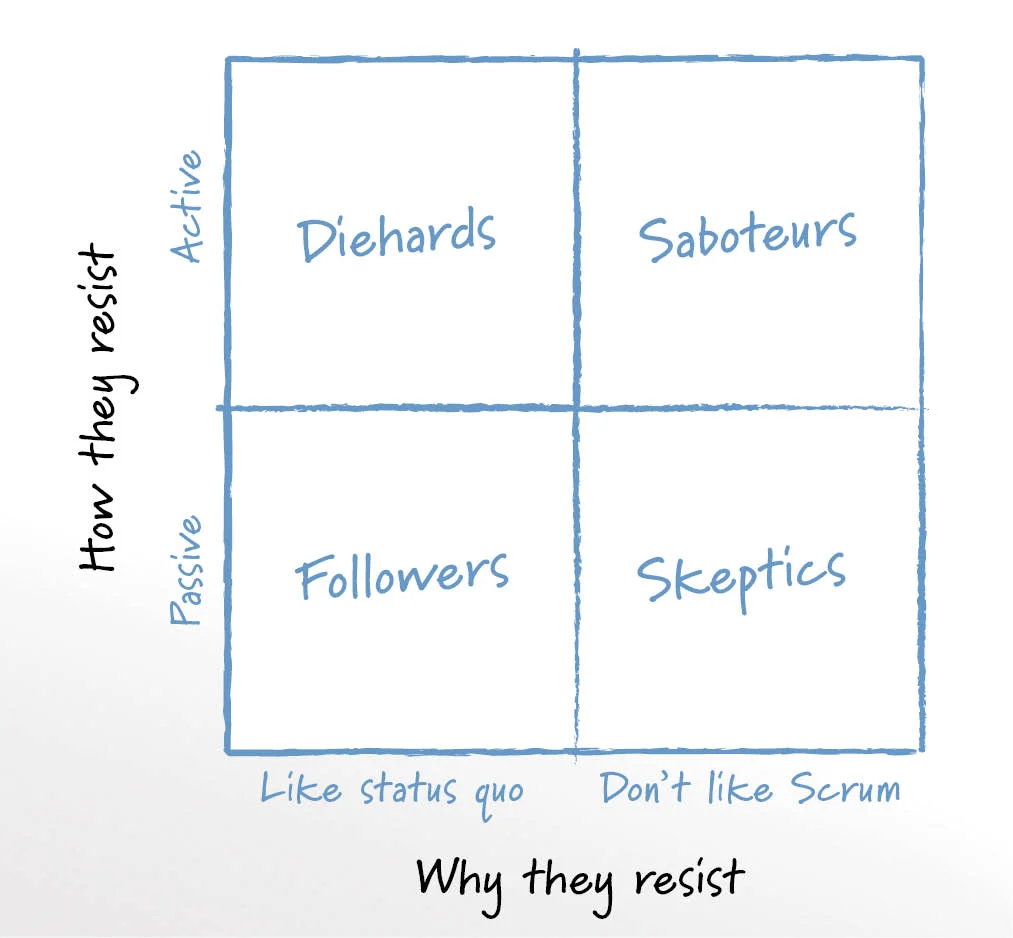 How they resist
Active
Diehards
Saboteurs
Passive
Followers
Skeptics
Like status quo
Don't like Scrum
Why they resist